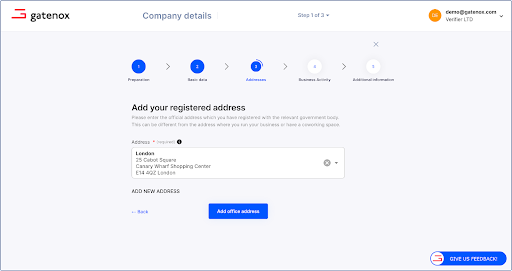 gatenox
Company details
Step 1 of 3
demo@gatenox.com
Verifier LTD
1
2
3
4
5
Preparation
Basic data
Addresses
Business Activity
Additional information
Add your registered address
Please enter the official address which you have registered with the relevant government body.
This can be different from the address where you run your business or have a coworking space.
Address * (required)
London
25 Cabot Square
Canary Wharf Shopping Center
E14 4QZ London
ADD NEW ADDRESS
← Back
Add office address
GIVE US FEEDBACK!